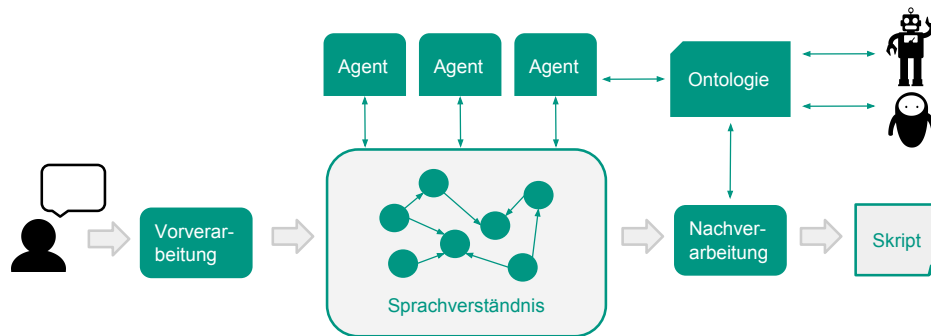 Agent
Agent
Agent
Ontologie
Vorverar-
beitung
Sprachverständnis
Nachver-
arbeitung
Skript